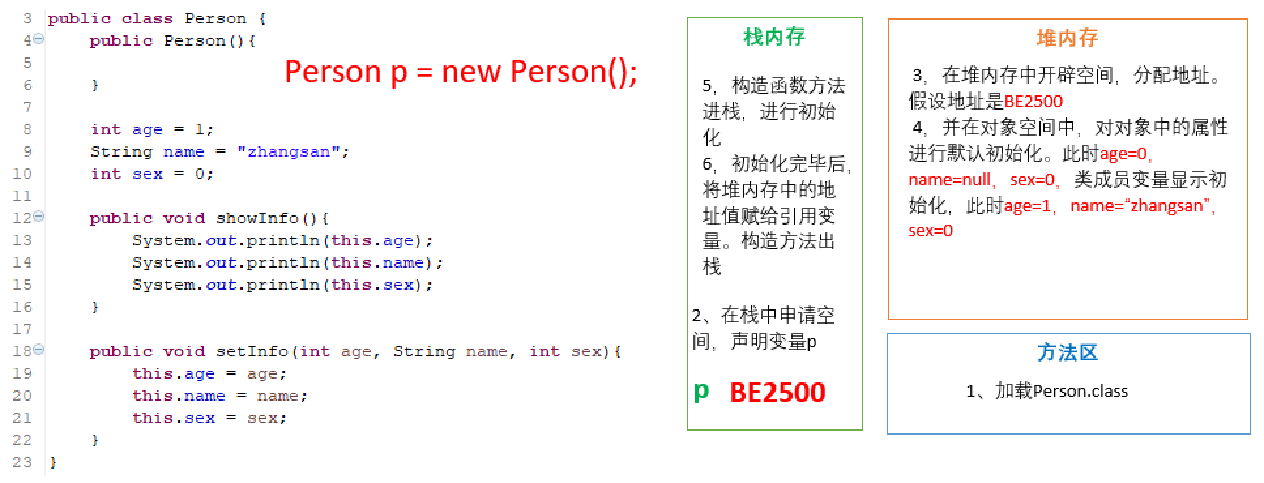 3 public class Person {
4 public Person(){
5
6 }
7
8 int age = 1;
9 String name = "zhangsan";
10 int sex = 0;
11
12 public void showInfo(){
13 System.out.println(this.age);
14 System.out.println(this.name);
15 System.out.println(this.sex);
16 }
17
18 public void setInfo(int age, String name, int sex){
19 this.age = age;
20 this.name = name;
21 this.sex = sex;
22 }
23 }
Person p = new Person();
栈内存
5，构造函数方法
进栈，进行初始
化
6，初始化完毕后，
将堆内存中的地
址值赋给引用变
量。构造方法出
栈
2、在栈中申请空
间，声明变量p
p BE2500
堆内存
3，在堆内存中开辟空间，分配地址。
假设地址是BE2500
4，并在对象空间中，对对象中的属性
进行默认初始化。此时age=0，
name=null，sex=0，类成员变量显示初
始化，此时age=1，name=“zhangsan”，
sex=0
方法区
1、加载Person.class